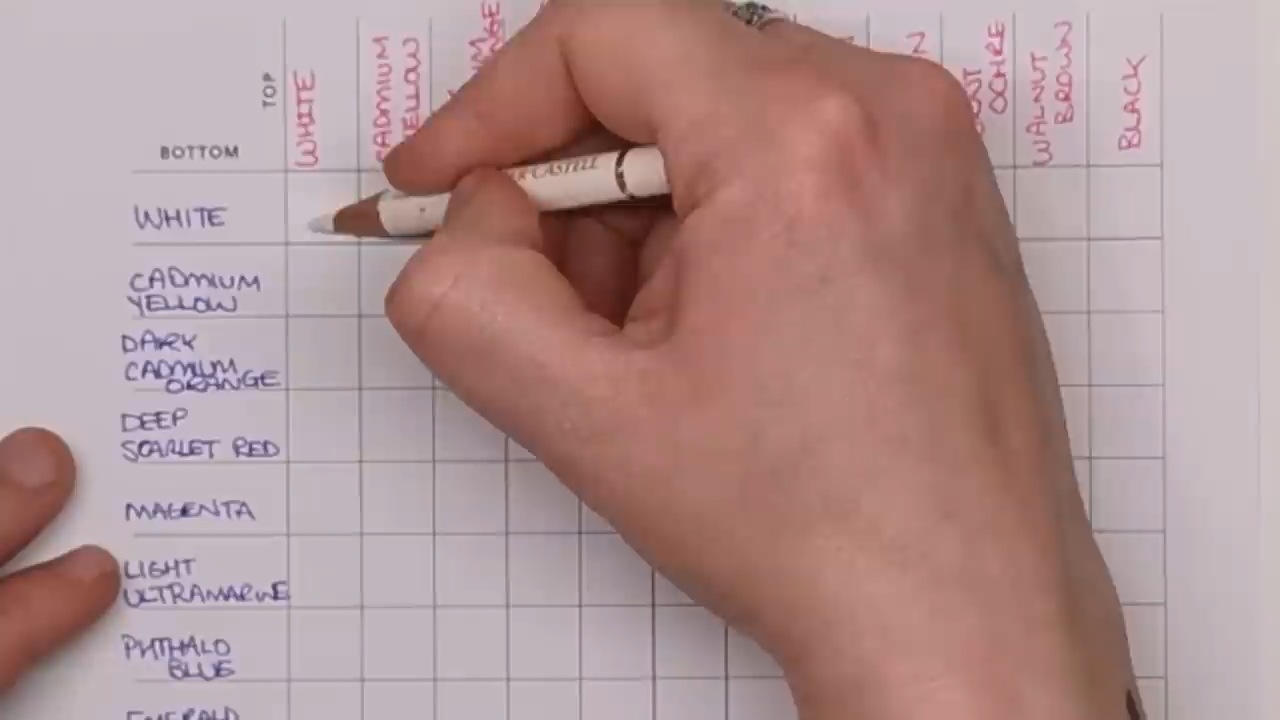 TOP
WHITE
CADMIUM
YELLOW
OCHRE
WALNUT
BROWN
BLACK
BOTTOM
WHITE
CADMIUM
YELLOW
DARK
CADMIUM
ORANGE
DEEP
SCARLET RED
MAGENTA
LIGHT
ULTRAMARINE
PHTHALO
BLUE
EMERALD